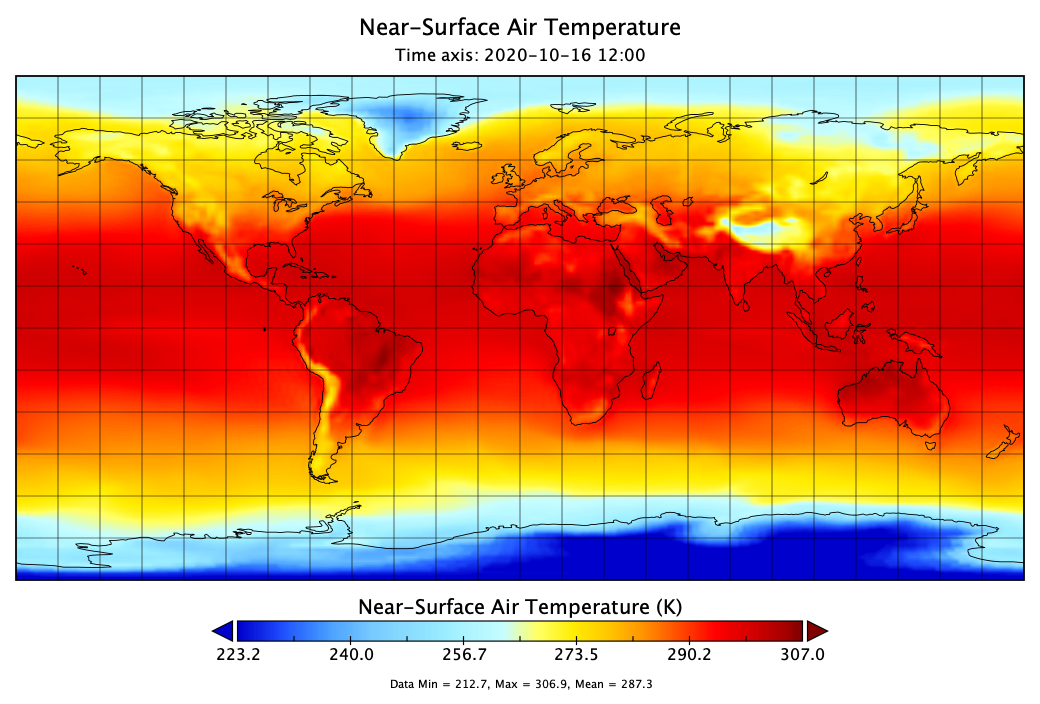 Near-Surface Air Temperature
Time axis: 2020-10-16 12:00
Near-Surface Air Temperature (K)
223.2 240.0 256.7 273.5 290.2 307.0
Data Min = 212.7, Max = 306.9, Mean = 287.3